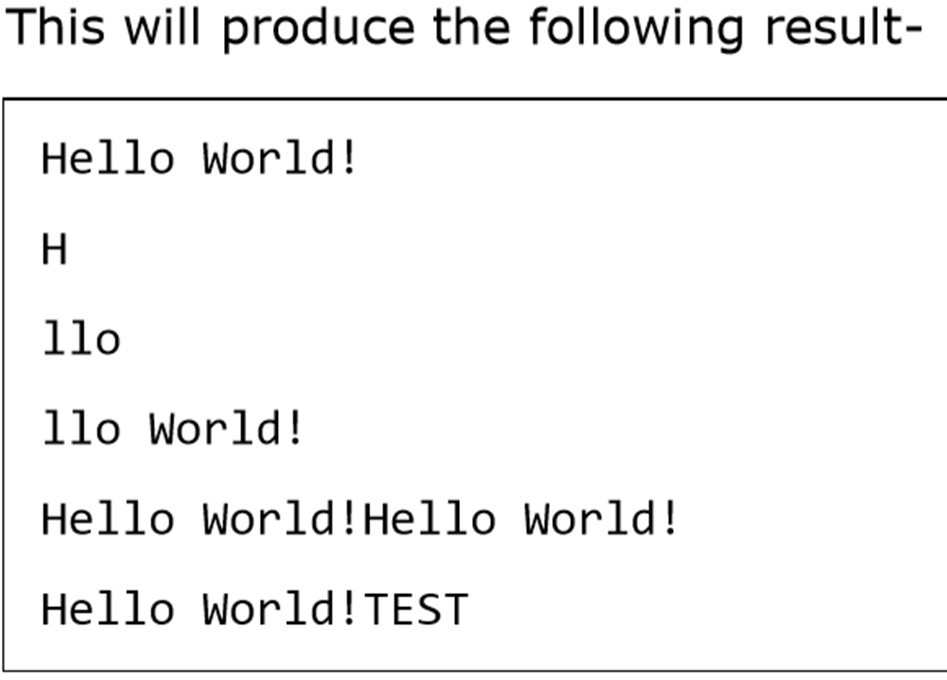 This will produce the following result-
Hello World!
H
llo
llo World!
Hello World!Hello World!
Hello World!TEST